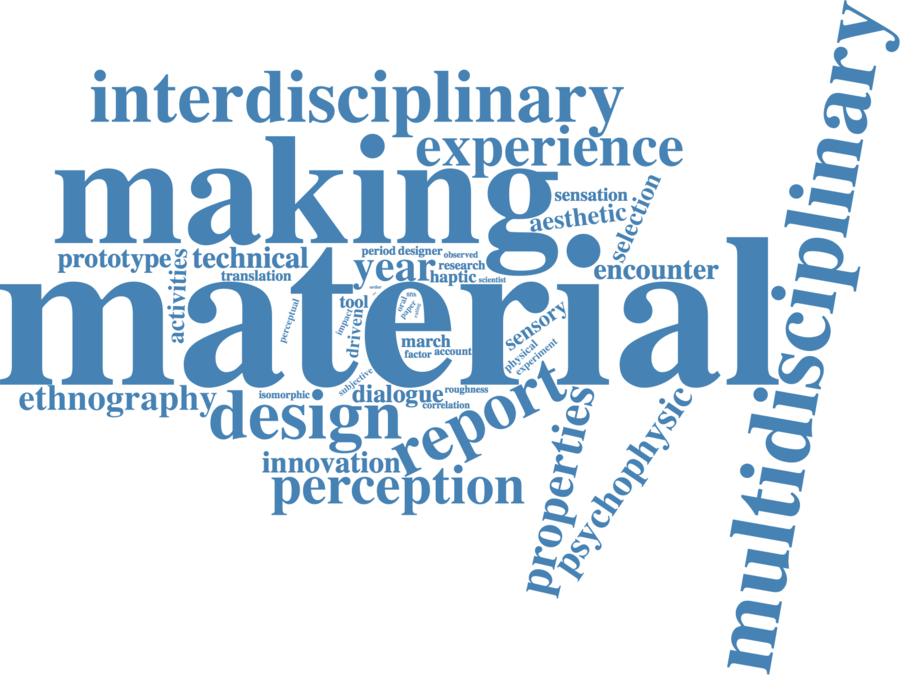 multidisciplinary
interdisciplinary
experience
making
sensation
aesthetic
selection
prototype
activities
technical
translation
period
designer
observed
year
research
haptic
scientist
encounter
material
perceptual
impact
tool
driven
order
oral
paper
march
factor
account
sensory
physical
experiment
ethnography
isomorphic
subjective
dialogue
roughness
correlation
design
report
innovation
perception
properties
psychophysic